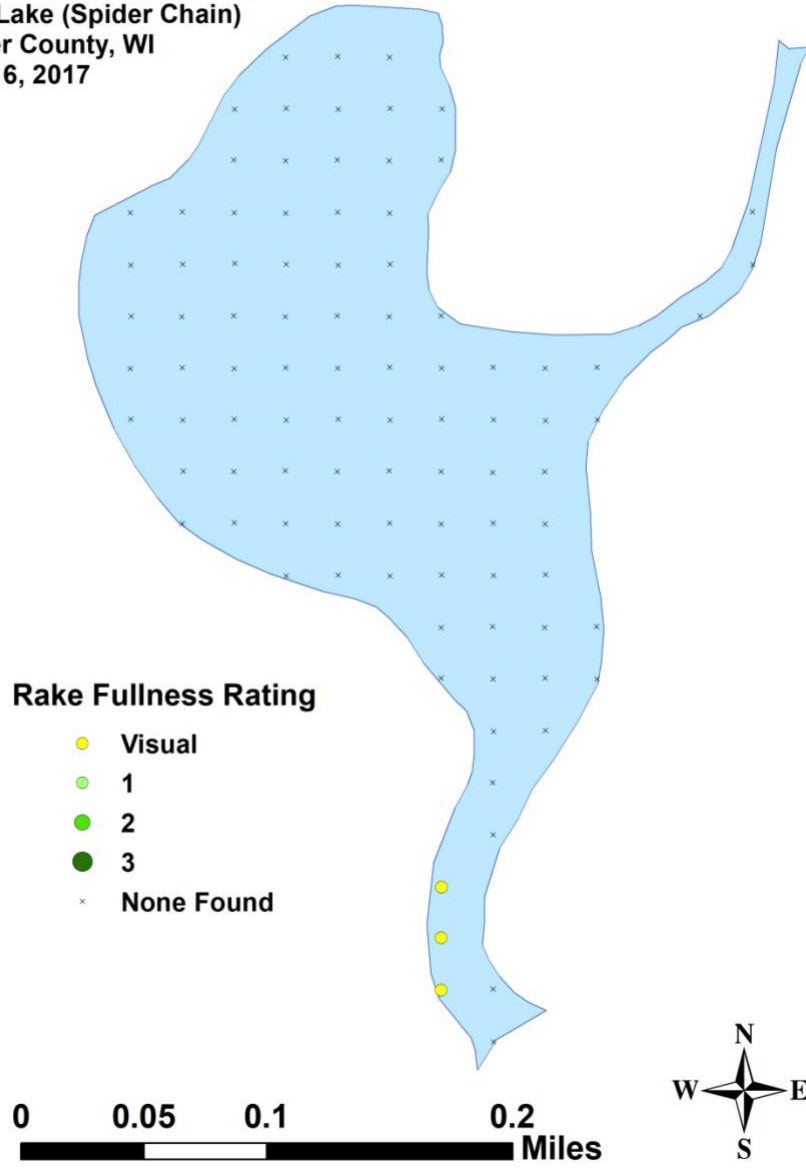 Lake (Spider Chain)
County, WI
6, 2017
Rake Fullness Rating
Visual
1
2
3
None Found
N
W E
S
0 0.05 0.1 0.2
Miles